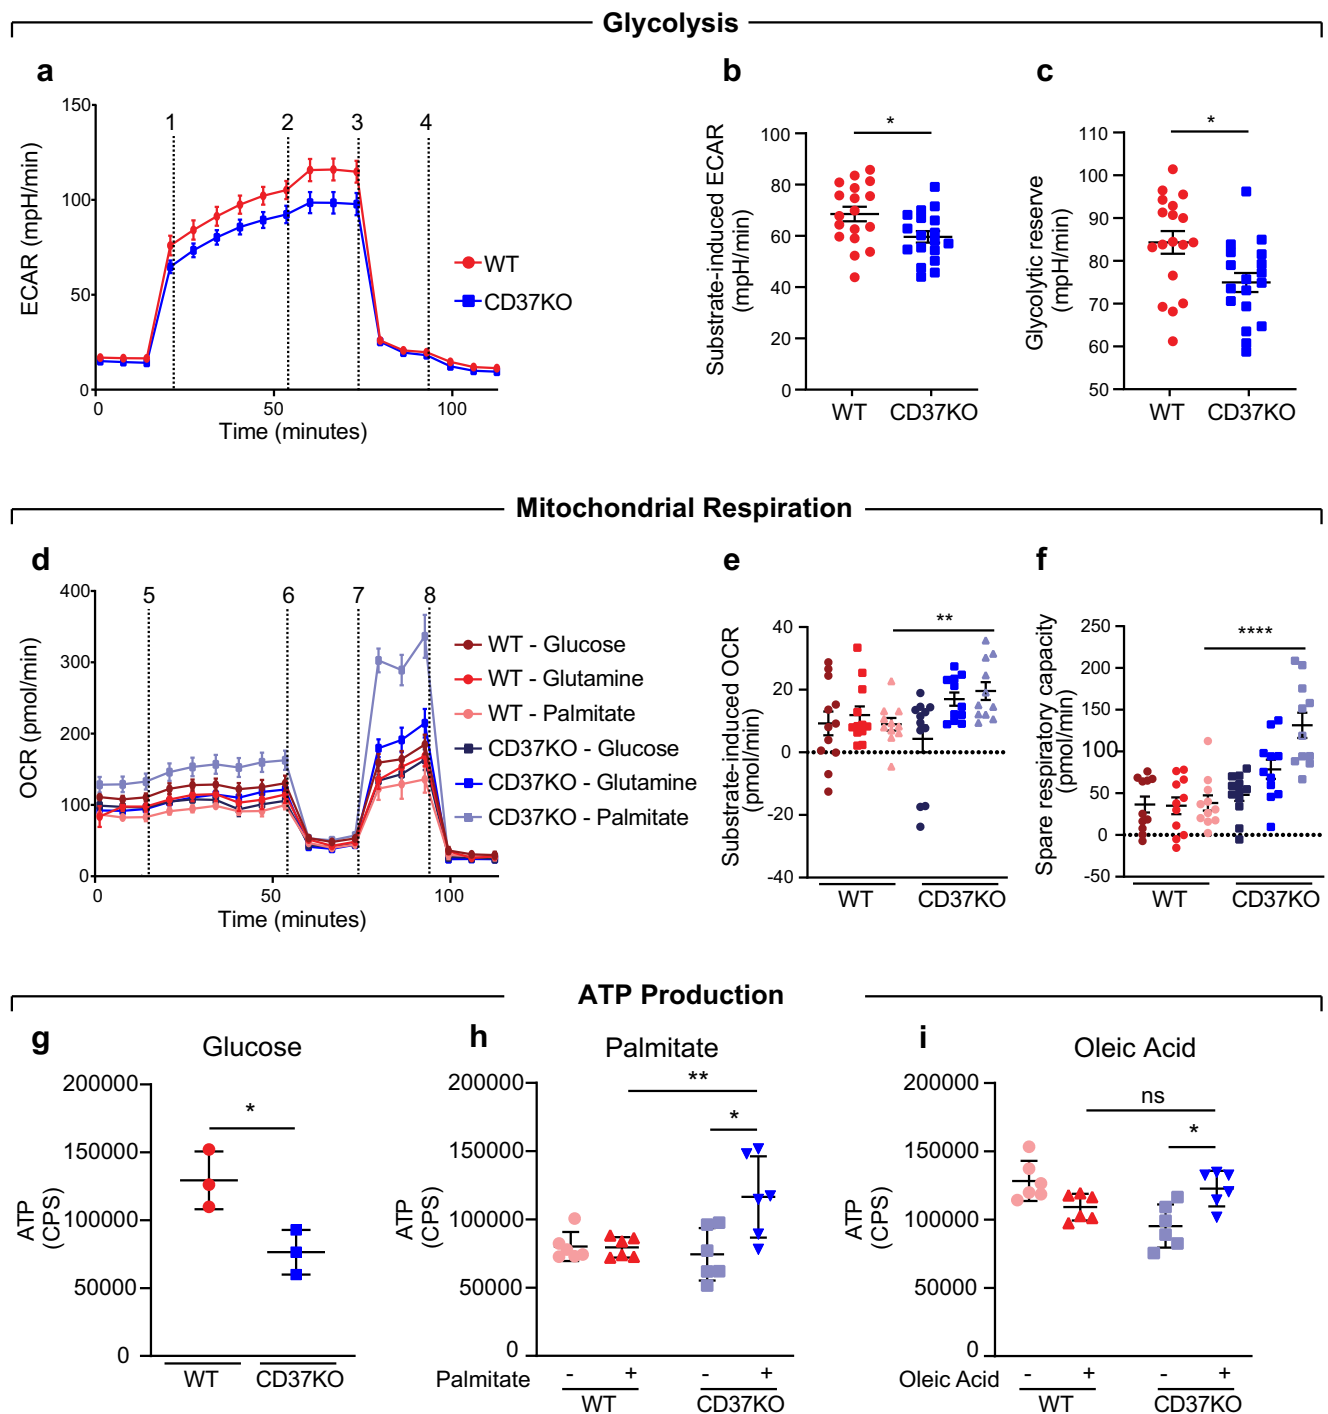 Glycolysis
a
150
100
50
0
ECAR (mpH/min)
1
2
3
4
WT
CD37KO
0
50
100
Time (minutes)
b
*
100
80
60
40
20
0
Substrate-induced ECAR
(mpH/min)
WT
CD37KO
c
*
110
100
90
80
70
60
50
Glycolytic reserve
(mpH/min)
WT
CD37KO
Mitochondrial Respiration
d
400
300
200
100
0
OCR (pmol/min)
5
6
7
8
WT - Glucose
WT - Glutamine
WT - Palmitate
CD37KO - Glucose
CD37KO - Glutamine
CD37KO - Palmitate
0
50
100
Time (minutes)
e
**
40
20
0
-20
-40
Substrate-induced OCR
(pmol/min)
WT
CD37KO
f
****
250
200
150
100
50
0
-50
Spare respiratory capacity
(pmol/min)
WT
CD37KO
ATP Production
g
Glucose
*
200000
150000
100000
50000
0
ATP
(CPS)
WT
CD37KO
h
Palmitate
**
*
200000
150000
100000
50000
0
ATP
(CPS)
Palmitate - + - +
WT
CD37KO
i
Oleic Acid
ns
*
200000
150000
100000
50000
0
ATP
(CPS)
Oleic Acid - + - +
WT
CD37KO